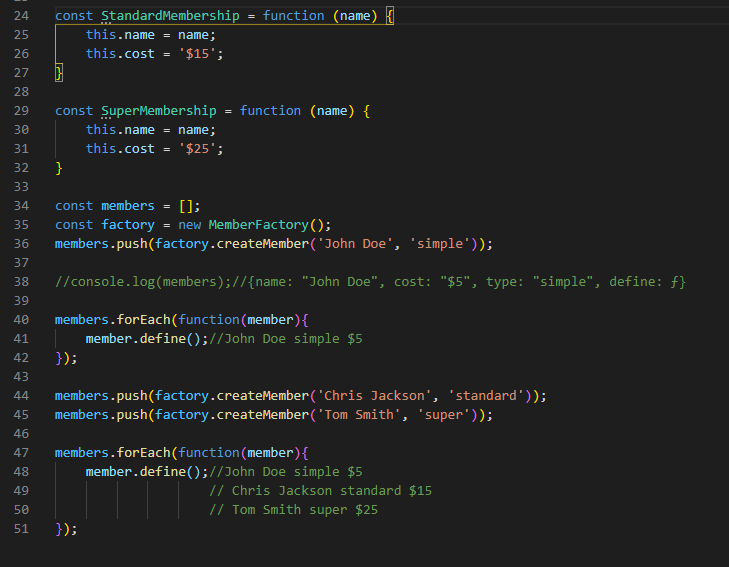 24 const StandardMembership = function (name) {
25     this.name = name;
26     this.cost = '$15';
27 }
28
29 const SuperMembership = function (name) {
30     this.name = name;
31     this.cost = '$25';
32 }
33
34 const members = [];
35 const factory = new MemberFactory();
36 members.push(factory.createMember('John Doe', 'simple'));
37
38 //console.log(members);//{name: "John Doe", cost: "$5", type: "simple", define: ƒ}
39
40 members.forEach(function(member){
41     member.define();//John Doe simple $5
42 });
43
44 members.push(factory.createMember('Chris Jackson', 'standard'));
45 members.push(factory.createMember('Tom Smith', 'super'));
46
47 members.forEach(function(member){
48     member.define();//John Doe simple $5
49                     // Chris Jackson standard $15
50                     // Tom Smith super $25
51 });